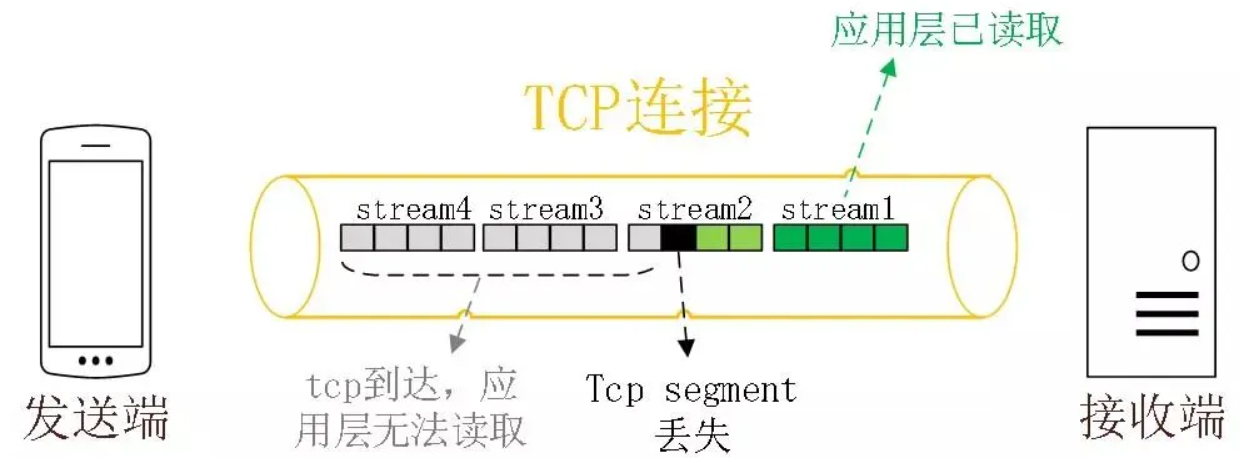 应用层已读取
TCP连接
stream4 stream3 stream2 stream1
tcp到达，应
用层无法读取
Tcp segment
丢失
发送端
接收端